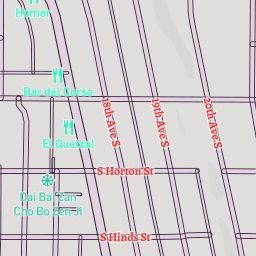 Homer
Bar del Corso
18th Ave S
19th Ave S
20th Ave S
El Quetzal
S Horton St
Dai Bai Zan
Cho Bo Zen Ji
S Hinds St